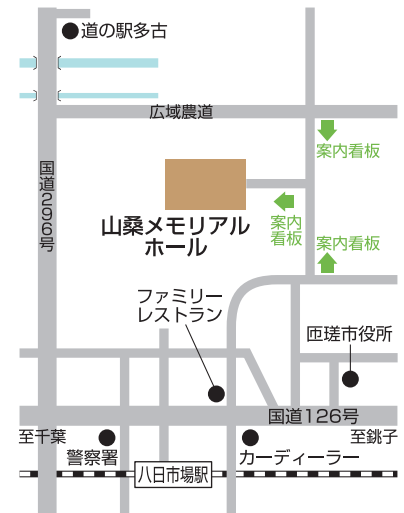 道の駅多古
広域農道
案内看板
国道296号
山桑メモリアル
ホール
案内
看板
案内看板
ファミリー
レストラン
匝瑳市役所
国道126号
至千葉
至銚子
警察署
カーディーラー
八日市場駅